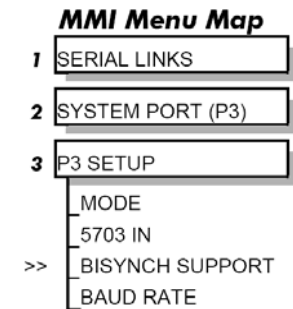 MMI Menu Map
1 SERIAL LINKS
2 SYSTEM PORT (P3)
3 P3 SETUP
MODE
5703 IN
>> BISYNCH SUPPORT
BAUD RATE